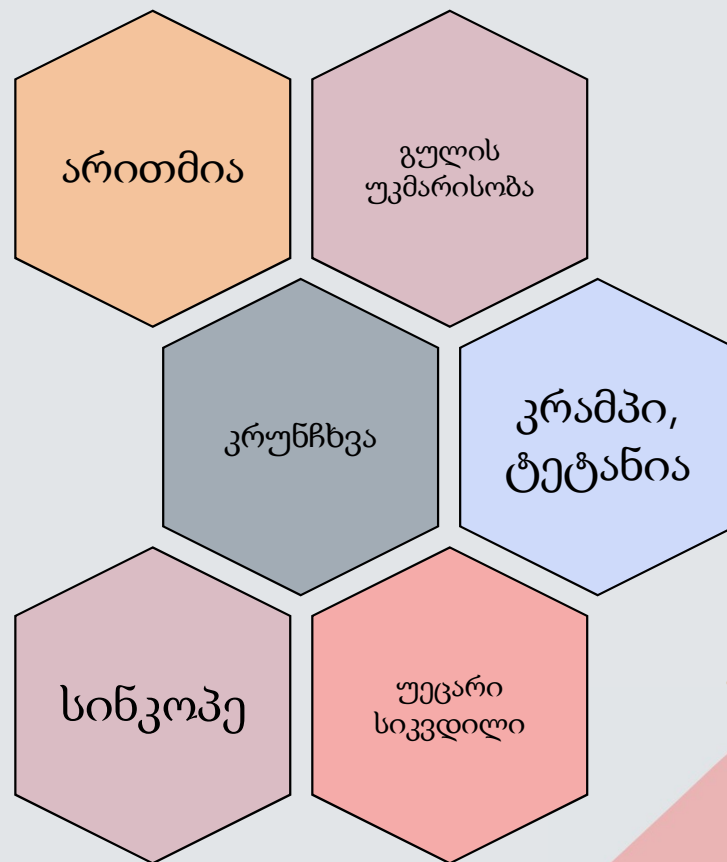 არითმია
გულის
უკმარისობა
კრუნჩხვა
კრამპი,
ტეტანია
სინკოპე
უეცარი
სიკვდილი